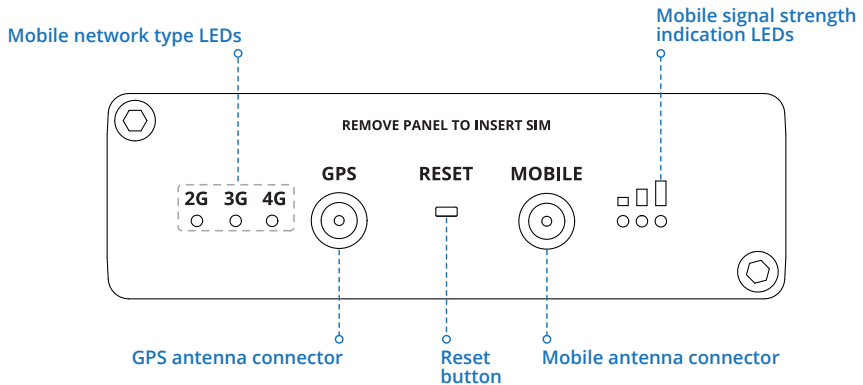 Mobile signal strength
indication LEDs
Mobile network type LEDs
REMOVE PANEL TO INSERT SIM
GPS RESET MOBILE
2G 3G 4G
GPS antenna connector
Reset
button
Mobile antenna connector